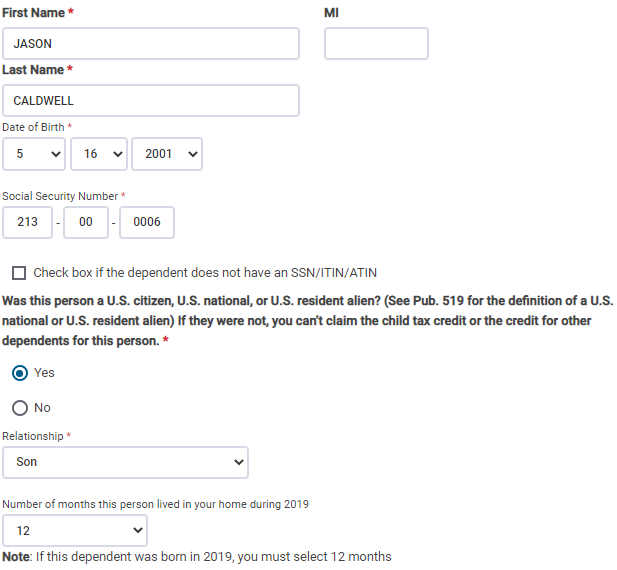 First Name * MI
JASON
Last Name *
CALDWELL
Date of Birth *
5 16 2001
Social Security Number *
213 - 00 - 0006
Check box if the dependent does not have an SSN/ITIN/ATIN
Was this person a U.S. citizen, U.S. national, or U.S. resident alien? (See Pub. 519 for the definition of a U.S.
national or U.S. resident alien) If they were not, you can't claim the child tax credit or the credit for other
dependents for this person. *
Yes
No
Relationship *
Son
Number of months this person lived in your home during 2019
12
Note: If this dependent was born in 2019, you must select 12 months